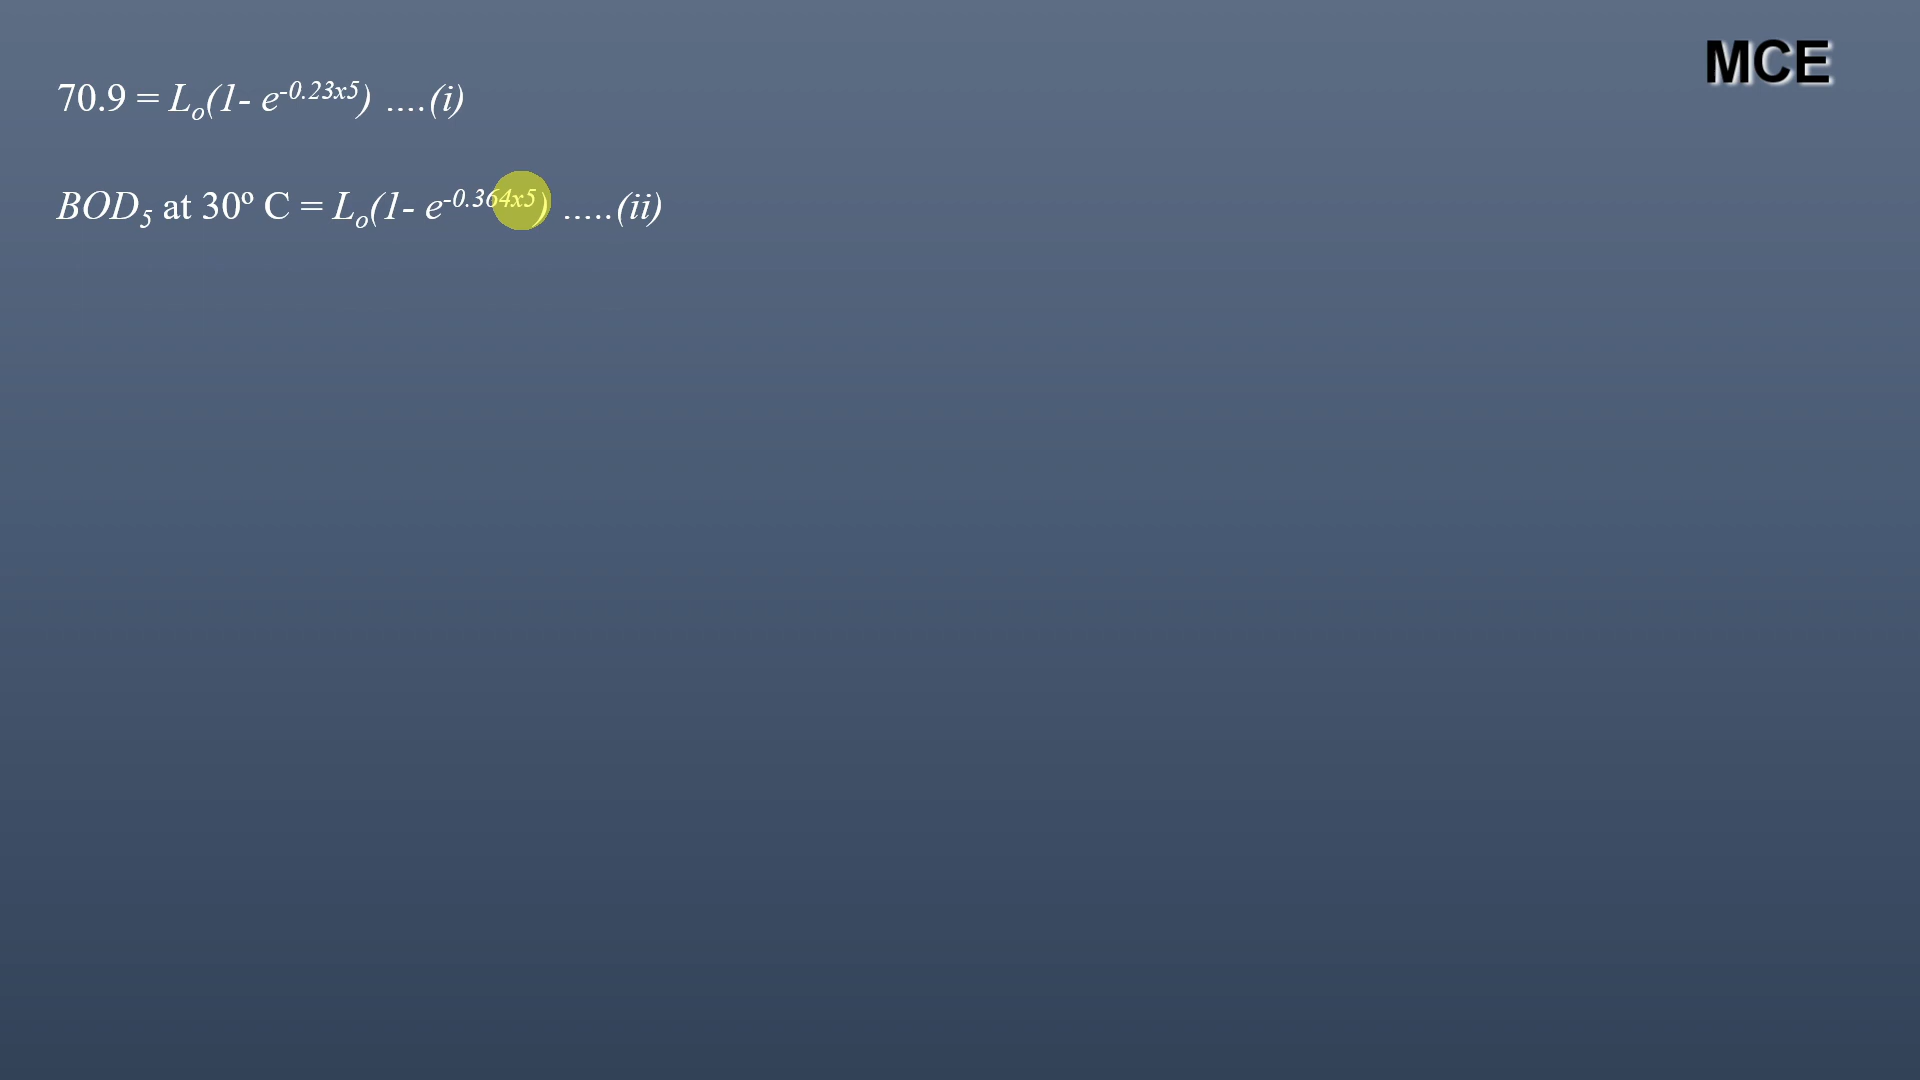 MCE
70.9 = Lₒ(1- e^-0.23x5) ....(i)
BOD₅ at 30º C = Lₒ(1- e^-0.364x5) .....(ii)